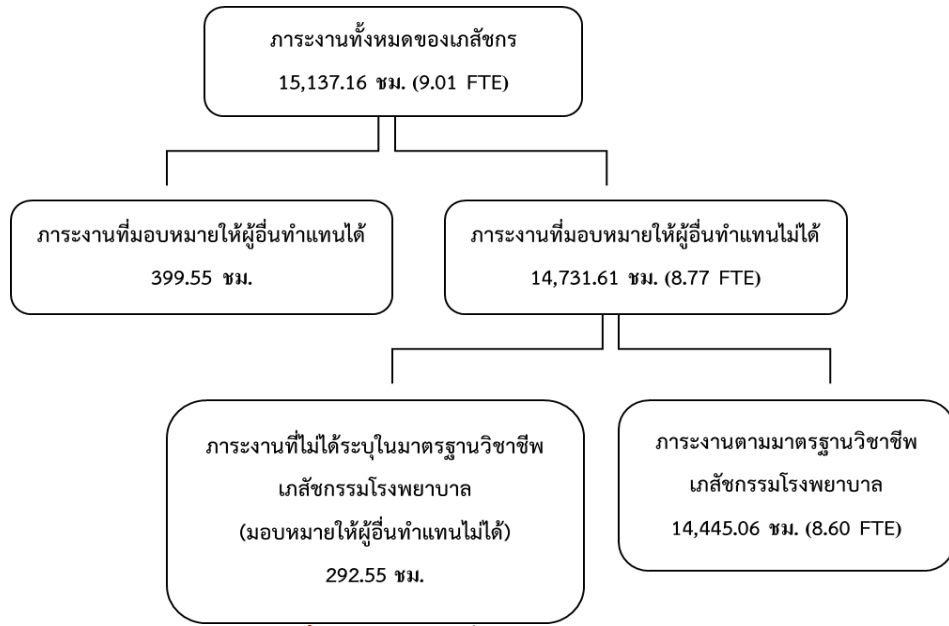 ภาระงานทั้งหมดของเภสัชกร
15,137.16 ชม. (9.01 FTE)
ภาระงานที่มอบหมายให้ผู้อื่นทำแทนได้
399.55 ชม.
ภาระงานที่มอบหมายให้ผู้อื่นทำแทนไม่ได้
14,731.61 ชม. (8.77 FTE)
ภาระงานที่ไม่ได้ระบุในมาตรฐานวิชาชีพ
เภสัชกรรมโรงพยาบาล
(มอบหมายให้ผู้อื่นทำแทนไม่ได้)
292.55 ชม.
ภาระงานตามมาตรฐานวิชาชีพ
เภสัชกรรมโรงพยาบาล
14,445.06 ชม. (8.60 FTE)